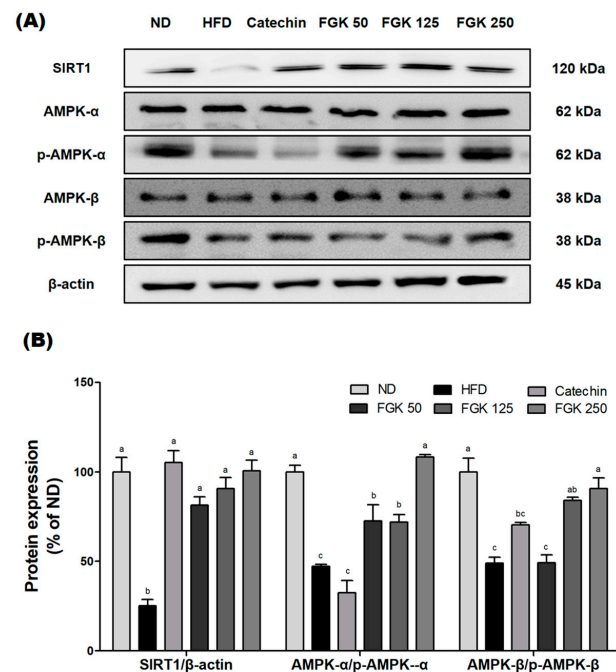 (A)
ND HFD Catechin FGK 50 FGK 125 FGK 250
SIRT1 120 kDa
AMPK-α 62 kDa
p-AMPK-α 62 kDa
AMPK-β 38 kDa
p-AMPK-β 38 kDa
β-actin 45 kDa
(B)
Protein expression
(% of ND)
150
100
50
0
ND HFD Catechin
FGK 50 FGK 125 FGK 250
a b a a a a
a c c b b a
a c bc c ab a
SIRT1/β-actin AMPK-α/p-AMPK--α AMPK-β/p-AMPK-β